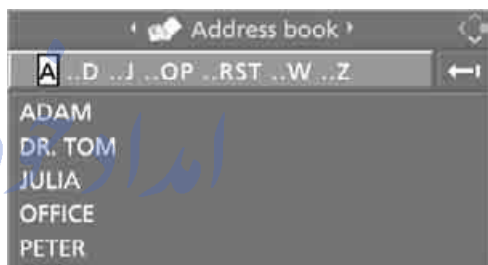 Address book
A ..D ..J ..OP ..RST ..W ..Z
ADAM
DR. TOM
JULIA
OFFICE
PETER